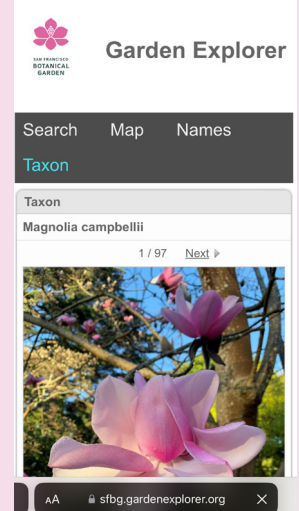 SAN FRANCISCO
BOTANICAL
GARDEN
Garden Explorer
Search Map Names
Taxon
Taxon
Magnolia campbellii
1 / 97 Next
AA sfbg.gardenexplorer.org